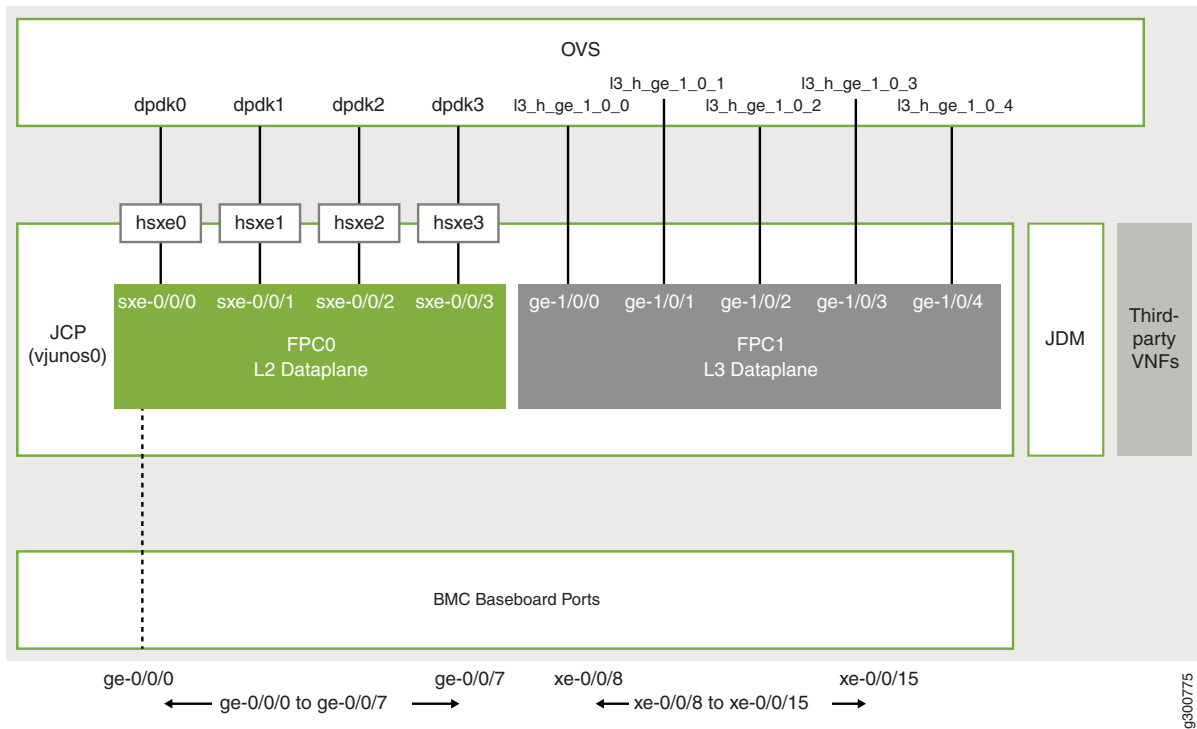 OVS
l3_h_ge_1_0_1 l3_h_ge_1_0_3
dpdk0 dpdk1 dpdk2 dpdk3 l3_h_ge_1_0_0 l3_h_ge_1_0_2 l3_h_ge_1_0_4
hsxe0 hsxe1 hsxe2 hsxe3
sxe-0/0/0 sxe-0/0/1 sxe-0/0/2 sxe-0/0/3 ge-1/0/0 ge-1/0/1 ge-1/0/2 ge-1/0/3 ge-1/0/4
JCP
(vjunos0)
FPC0
L2 Dataplane
FPC1
L3 Dataplane
JDM
Third-
party
VNFs
BMC Baseboard Ports
ge-0/0/0 ge-0/0/7 xe-0/0/8 xe-0/0/15
ge-0/0/0 to ge-0/0/7 xe-0/0/8 to xe-0/0/15
g300775